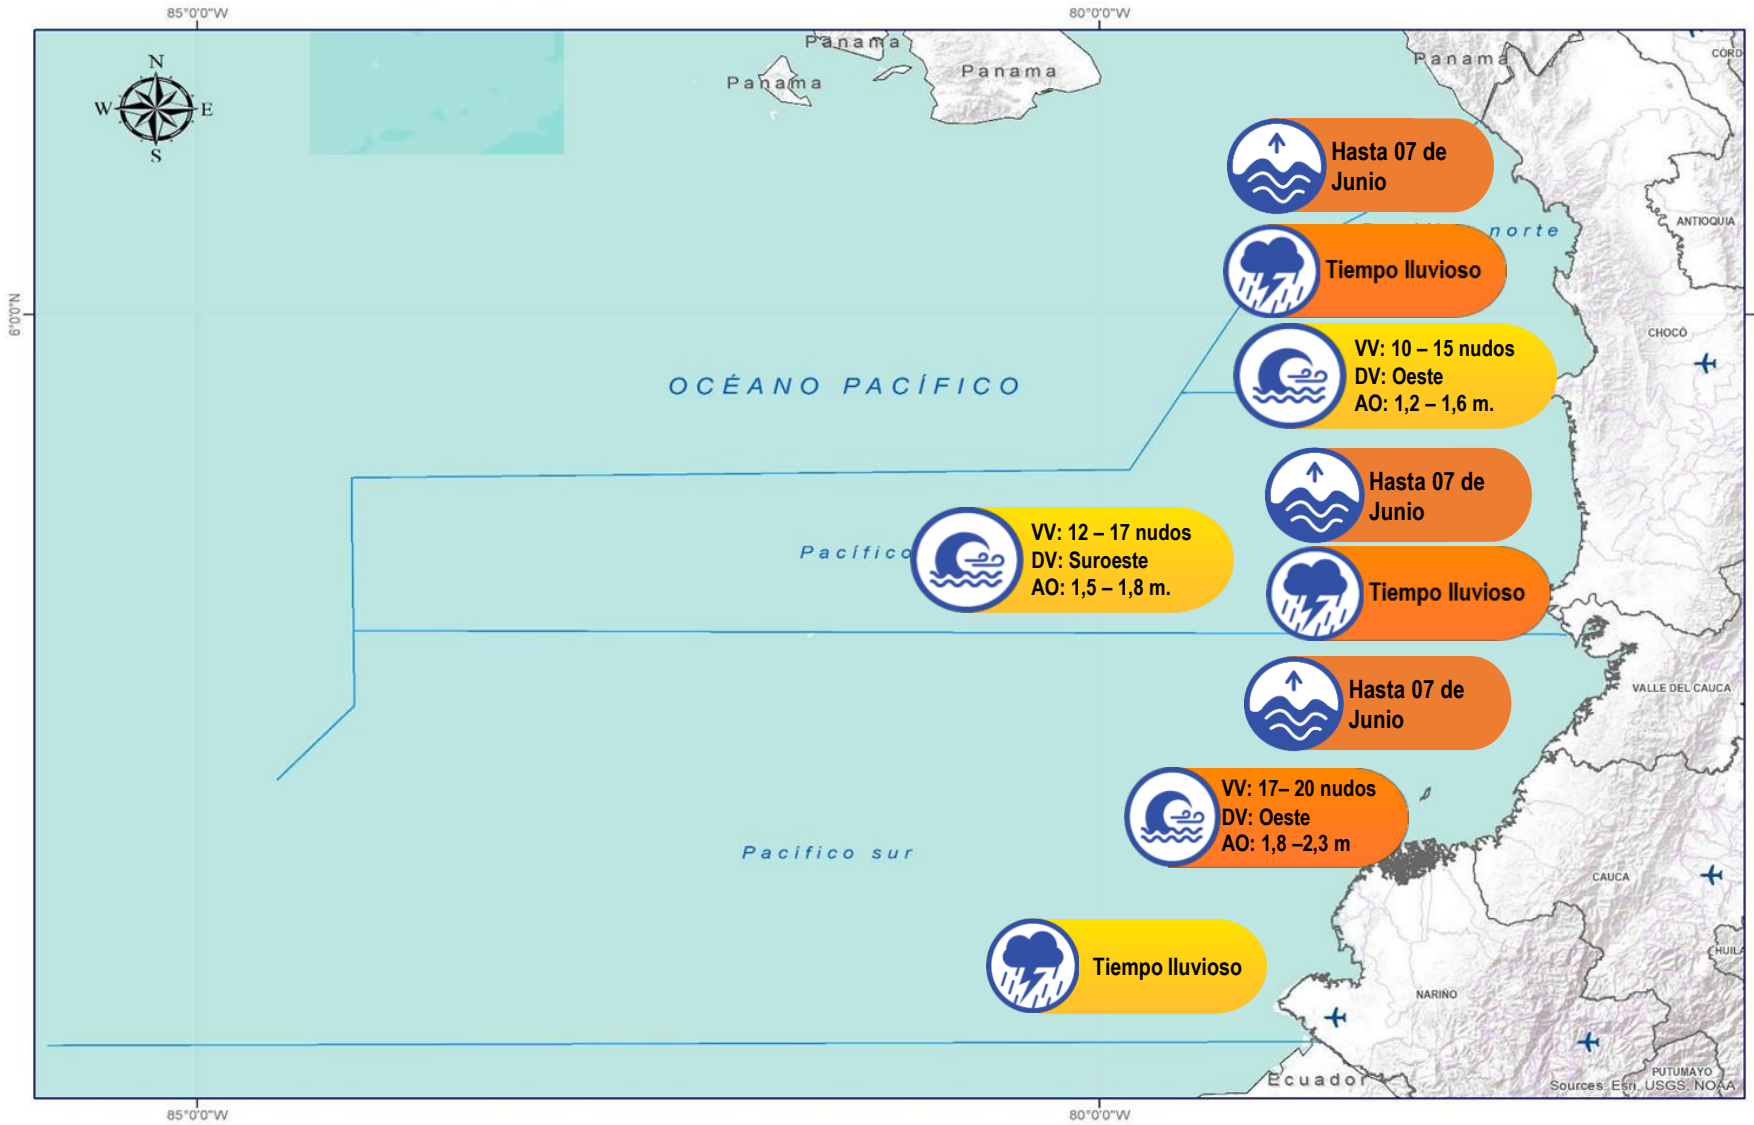 85°0'0"W
80°0'0"W
N
W E
S
Panama
Panama
Panama
Panama
CORD
Hasta 07 de
Junio
ANTIOQUIA
norte
Tiempo lluvioso
6°0'0"N
CHOCÓ
VV: 10 – 15 nudos
DV: Oeste
AO: 1,2 – 1,6 m.
OCÉANO PACÍFICO
Hasta 07 de
Junio
Pacífico
VV: 12 – 17 nudos
DV: Suroeste
AO: 1,5 – 1,8 m.
Tiempo lluvioso
Hasta 07 de
Junio
VALLE DEL CAUCA
VV: 17– 20 nudos
DV: Oeste
AO: 1,8 –2,3 m
Pacífico sur
CAUCA
HUILA
Tiempo lluvioso
NARIÑO
PUTUMAYO
Ecuador
Sources: Esri, USGS, NOAA
85°0'0"W
80°0'0"W